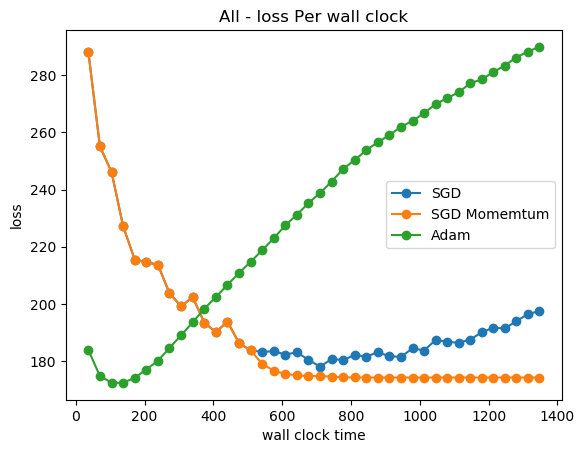 All - loss Per wall clock
loss
280
260
240
220
200
180
SGD
SGD Momemtum
Adam
0 200 400 600 800 1000 1200 1400
wall clock time